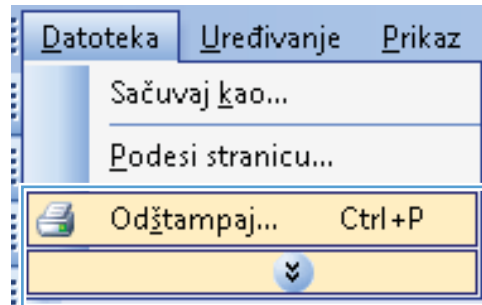 Datoteka Uređivanje Prikaz
Sačuvaj kao...
Podesi stranicu...
Odštampaj... Ctrl+P